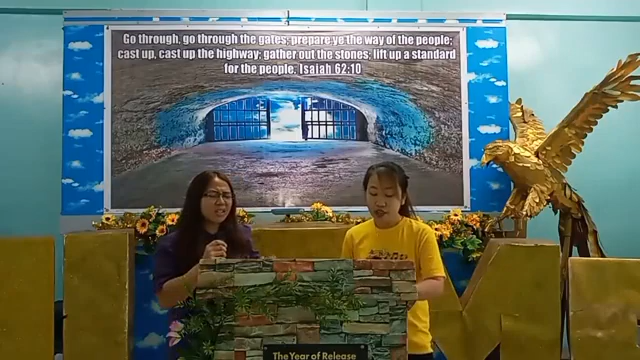 Go through, go through the gates; prepare ye the way of the people;
cast up, cast up the highway; gather out the stones; lift up a standard
for the people. Isaiah 62:10
The Year of Release